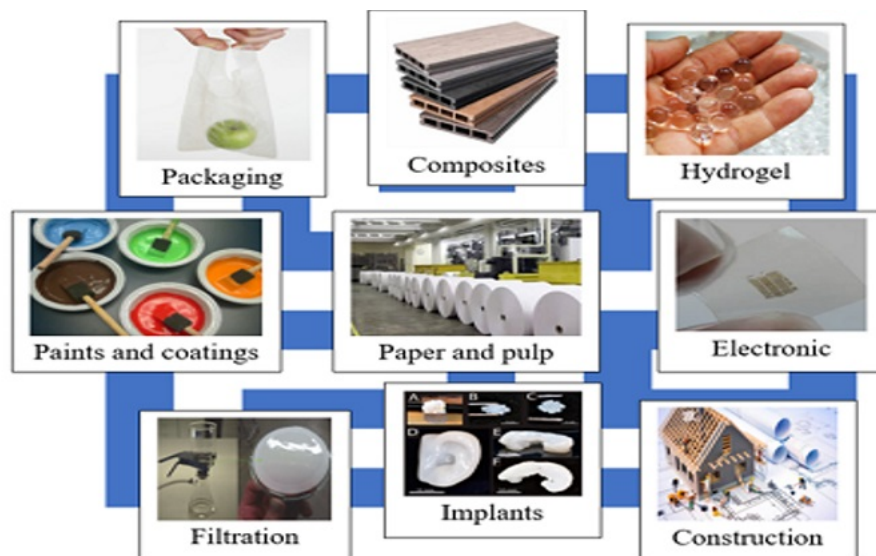 Packaging
Composites
Hydrogel
Paints and coatings
Paper and pulp
Electronic
A
B
C
D
E
F
Filtration
Implants
Construction